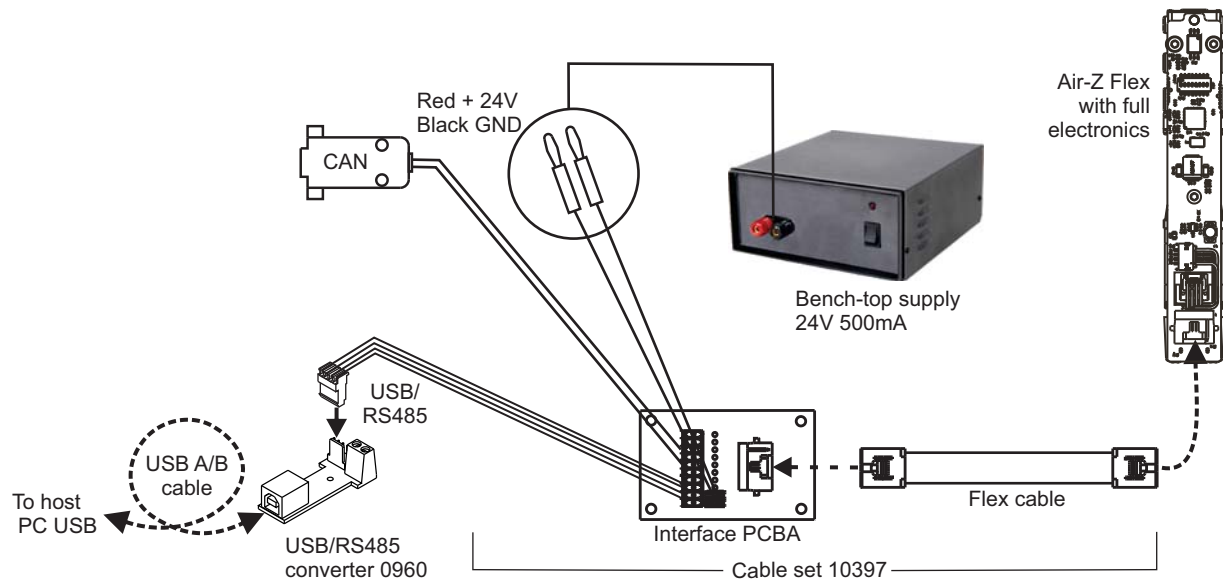 Red + 24V
Black GND
CAN
Air-Z Flex
with full
electronics
Bench-top supply
24V 500mA
USB/
RS485
USB A/B
cable
To host
PC USB
USB/RS485
converter 0960
Interface PCBA
Flex cable
Cable set 10397